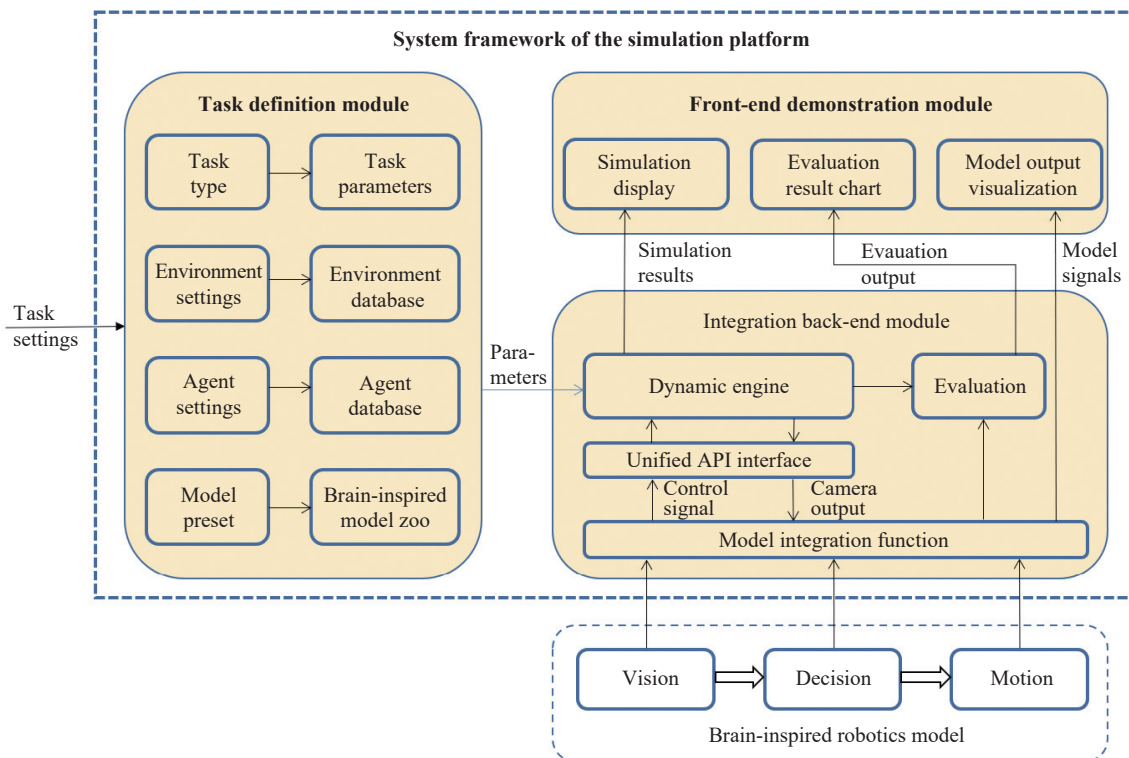 System framework of the simulation platform
Task definition module
Task
type
Task
parameters
Environment
settings
Environment
database
Agent
settings
Agent
database
Model
preset
Brain-inspired
model zoo
Task
settings
Para-
meters
Front-end demonstration module
Simulation
display
Evaluation
result chart
Model output
visualization
Simulation
results
Evauation
output
Model
signals
Integration back-end module
Dynamic engine
Evaluation
Unified API interface
Control
signal
Camera
output
Model integration function
Vision
Decision
Motion
Brain-inspired robotics model